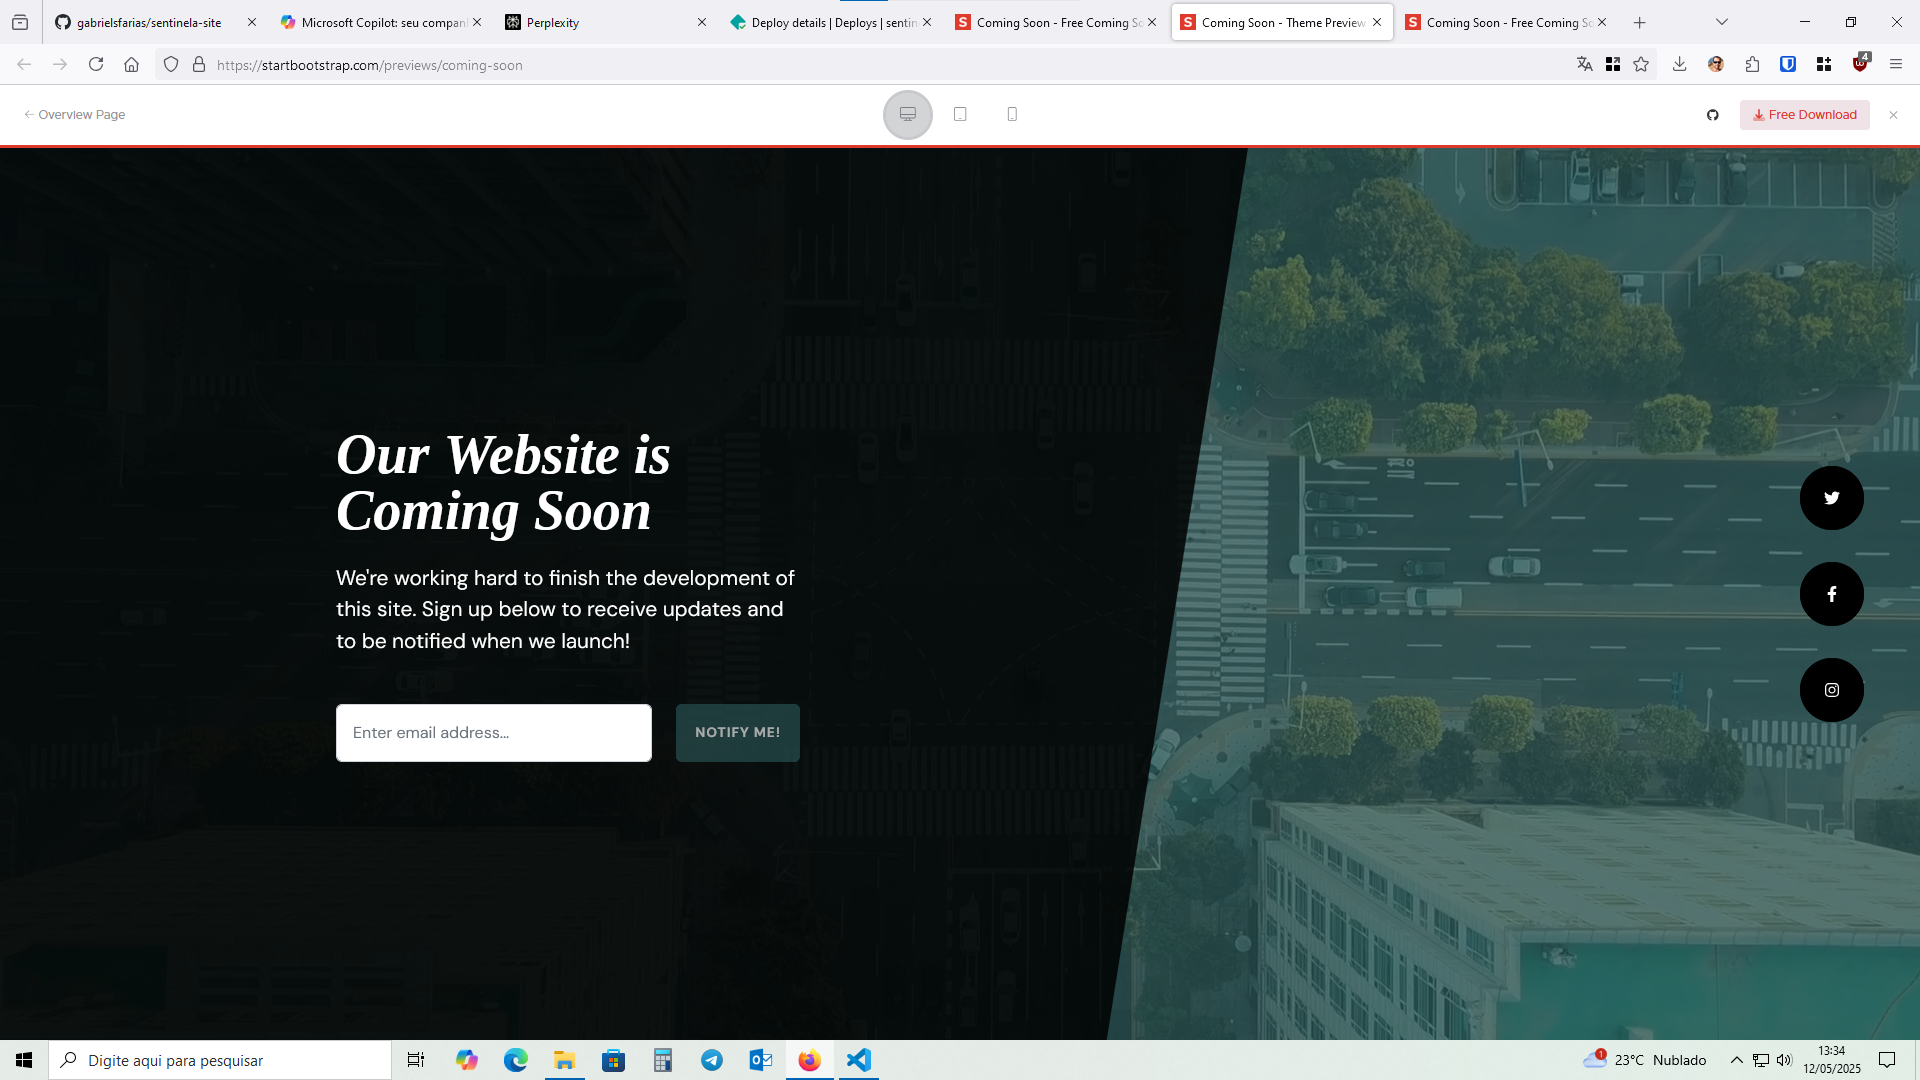 gabrielsfarias/sentinela-site
Microsoft Copilot: seu compan
Perplexity
Deploy details | Deploys | sentin
Coming Soon - Free Coming So
Coming Soon - Theme Preview
Coming Soon - Free Coming So
https://startbootstrap.com/previews/coming-soon
4
Overview Page
Free Download
Our Website is
Coming Soon
We're working hard to finish the development of
this site. Sign up below to receive updates and
to be notified when we launch!
Enter email address...
NOTIFY ME!
Digite aqui para pesquisar
1
23°C Nublado
13:34
12/05/2025